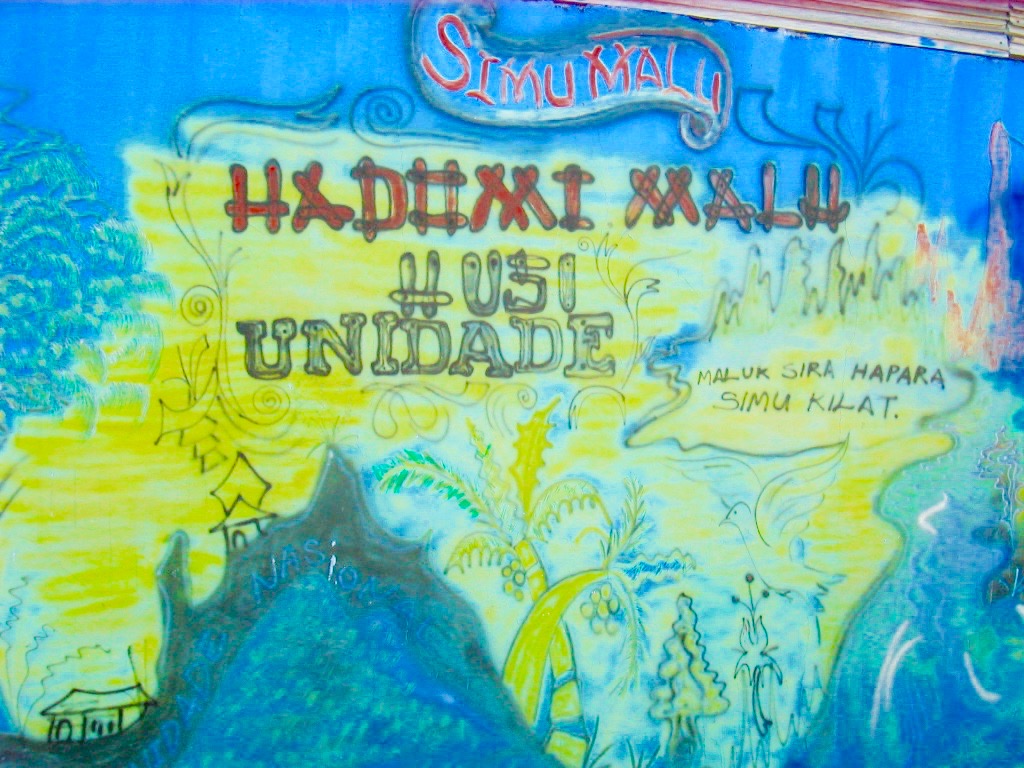 SIMU MALU
HADOMI MALU
HUSI
UNIDADE
MALUK SIRA HAPARA
SIMU KILAT.